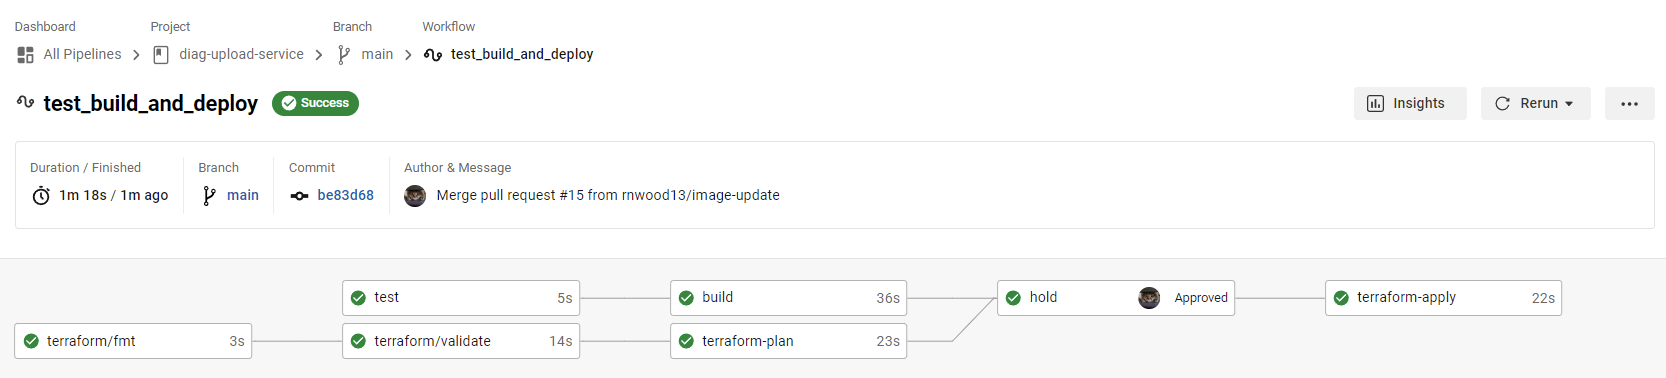 Dashboard Project Branch Workflow
All Pipelines diag-upload-service main test_build_and_deploy
test_build_and_deploy Success Insights Rerun
Duration / Finished Branch Commit Author & Message
1m 18s / 1m ago main be83d68 Merge pull request #15 from rnwood13/image-update
test 5s build 36s hold Approved terraform-apply 22s
terraform/fmt 3s terraform/validate 14s terraform-plan 23s